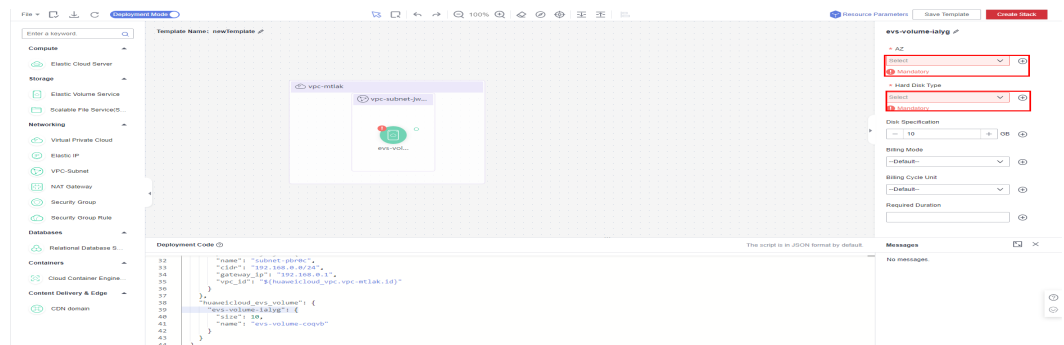 File
Deployment Mode
100%
Resource Parameters
Save Template
Create Stack
Enter a keyword.
Compute
Elastic Cloud Server
Storage
Elastic Volume Service
Scalable File Service(S...
Networking
Virtual Private Cloud
Elastic IP
VPC-Subnet
NAT Gateway
Security Group
Security Group Rule
Databases
Relational Database S...
Containers
Cloud Container Engine...
Content Delivery & Edge
CDN domain
Template Name: newTemplate
vpc-mtlak
vpc-subnet-jw...
evs-vol...
evs-volume-ialyg
* AZ
Select
Mandatory
* Hard Disk Type
Select
Mandatory
Disk Specification
— 10 + GB
Billing Mode
--Default--
Billing Cycle Unit
--Default--
Required Duration
Deployment Code
The script is in JSON format by default.
32 "name": "subnet-pbr0c",
33 "cidr": "192.168.0.0/24",
34 "gateway_ip": "192.168.0.1",
35 "vpc_id": "${huaweicloud_vpc.vpc-mtlak.id}"
36 }
37 },
38 "huaweicloud_evs_volume": {
39 "evs-volume-ialyg": {
40 "size": 10,
41 "name": "evs-volume-coqvb"
42 }
43 }
44 }
Messages
No messages.